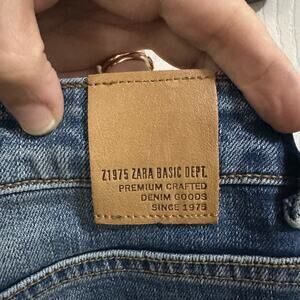 Z1975 ZARA BASIC DEPT.
PREMIUM CRAFTED
DENIM GOODS
SINCE 1975